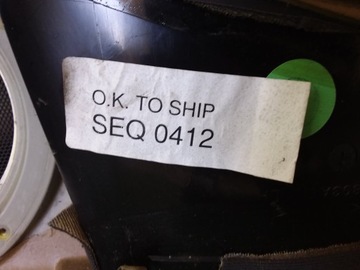 O.K. TO SHIP
SEQ 0412